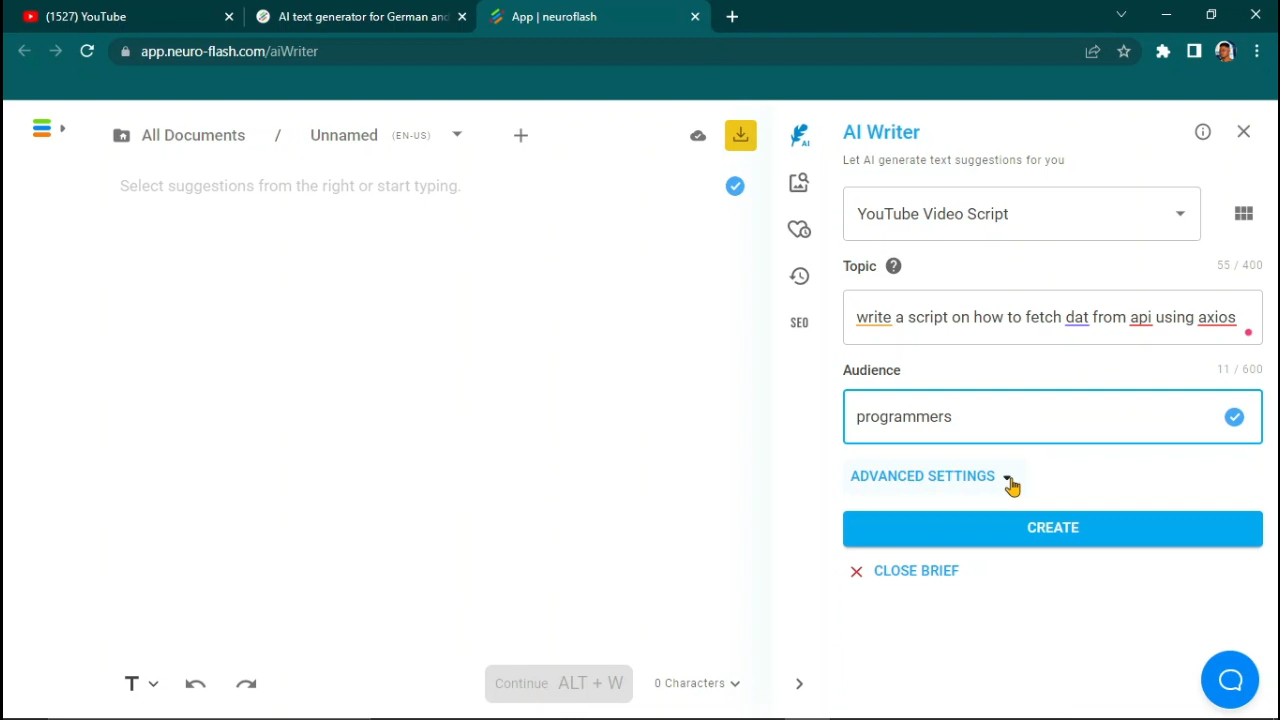 (1527) YouTube
AI text generator for German and
App | neuroflash
app.neuro-flash.com/aiWriter
All Documents / Unnamed (EN-US)
Select suggestions from the right or start typing.
AI
SEO
AI Writer
Let AI generate text suggestions for you
YouTube Video Script
Topic 55 / 400
write a script on how to fetch dat from api using axios
Audience 11 / 600
programmers
ADVANCED SETTINGS
CREATE
CLOSE BRIEF
T
Continue ALT + W
0 Characters